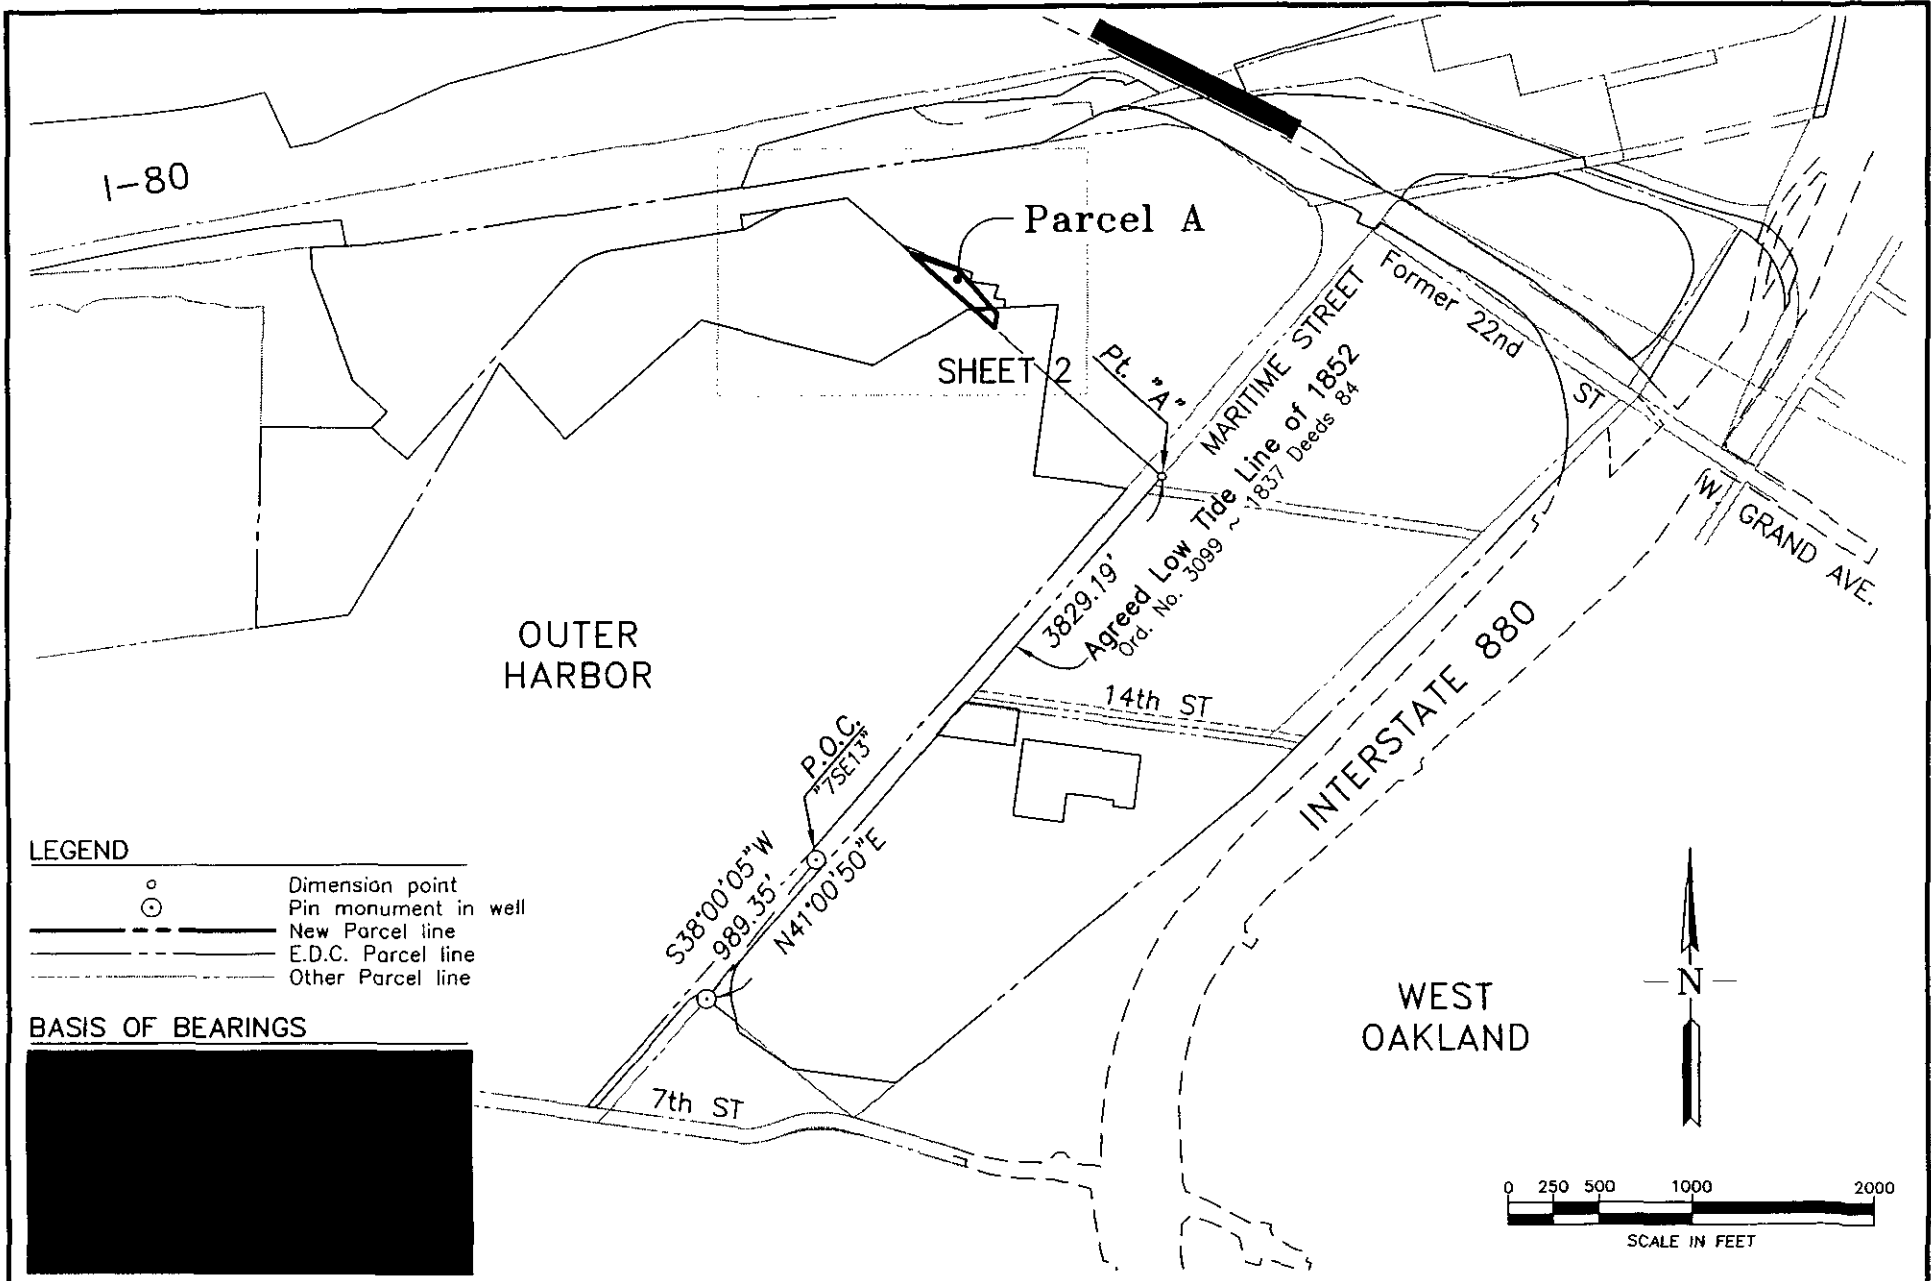 I-80
Parcel A
SHEET 2
Pt. "A"
MARITIME STREET
Former 22nd
ST
(W. GRAND AVE.
Agreed Low Tide Line of 1852
Ord. No. 3099 ~ 1837 Deeds 84
3829.19'
OUTER
HARBOR
14th ST
INTERSTATE 880
P.O.C.
"7SE13"
S38°00'05"W
989.35'
N41°00'50"E
LEGEND
Dimension point
Pin monument in well
New Parcel line
E.D.C. Parcel line
Other Parcel line
BASIS OF BEARINGS
7th ST
WEST
OAKLAND
N
0 250 500 1000 2000
SCALE IN FEET